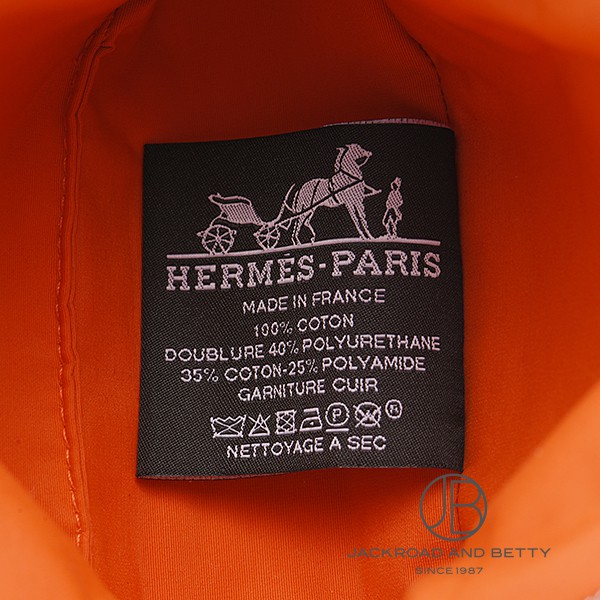 HERMÈS-PARIS
MADE IN FRANCE
100% COTON
DOUBLURE 40% POLYURETHANE
35% COTON-25% POLYAMIDE
GARNITURE CUIR
P ®
NETTOYAGE A SEC
JB
JACKROAD AND BETTY
SINCE 1987